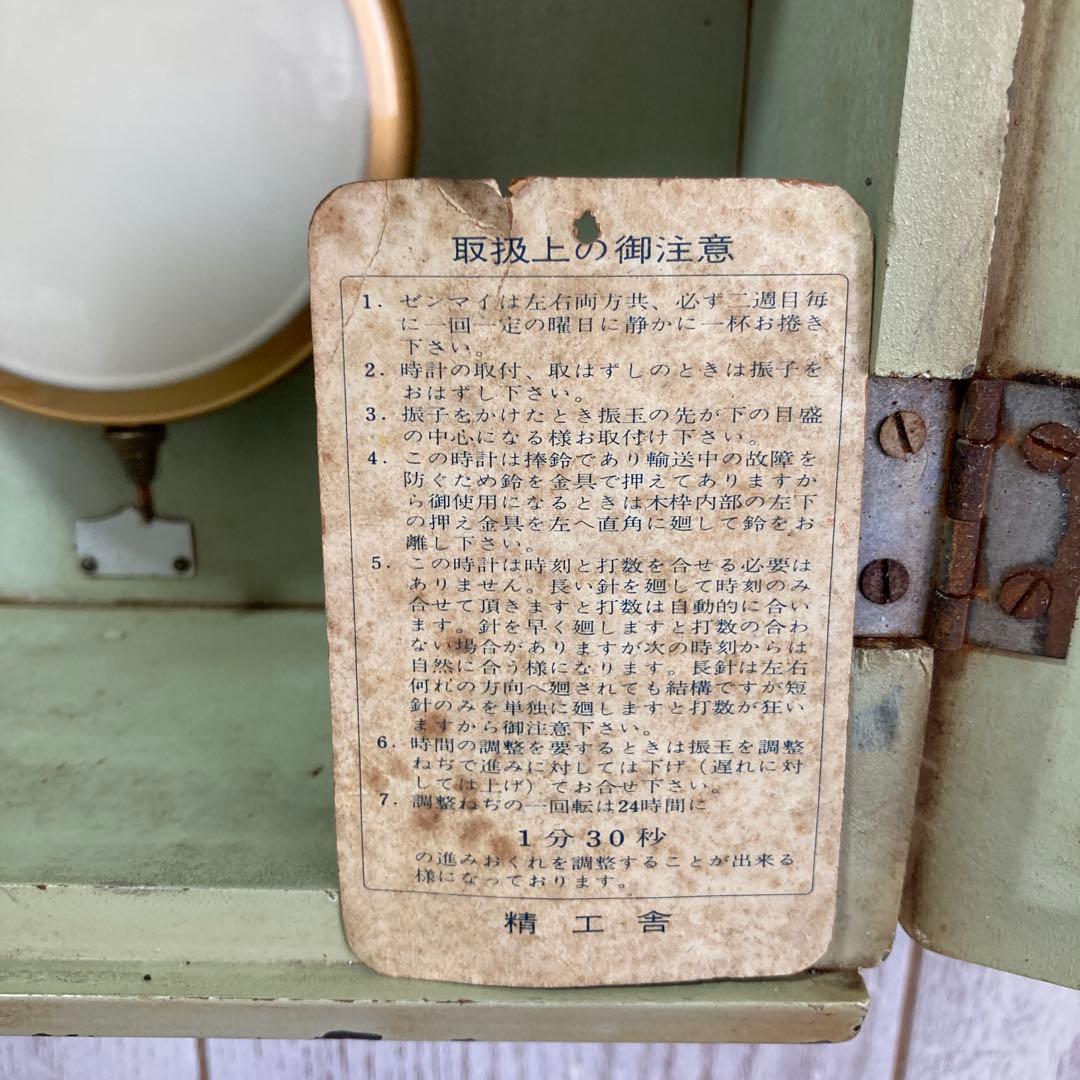 取扱上の御注意
1. ゼンマイは左右両方共、必ず二週目毎
に一回一定の曜日に静かに一杯お捲き
下さい。
2. 時計の取付、取はずしのときは振子を
おはずし下さい。
3. 振子をかけたとき振玉の先が下の目盛
の中心になる様お取付け下さい。
4. この時計は捧鈴であり輸送中の故障を
防ぐため鈴を金具で押えてありますか
ら御使用になるときは木枠内部の左下
の押え金具を左へ直角に廻して鈴をお
離し下さい。
5. この時計は時刻と打数を合せる必要は
ありません。長い針を廻して時刻のみ
合せて頂きますと打数は自動的に合い
ます。針を早く廻しますと打数の合わ
ない場合がありますが次の時刻からは
自然に合う様になります。長針は左右
何れの方向へ廻されても結構ですが短
針のみを単独に廻しますと打数が狂い
ますから御注意下さい。
6. 時間の調整を要するときは振玉を調整
ねぢで進みに対しては下げ（遅れに対
しては上げ）てお合せ下さい。
7. 調整ねぢの一回転は24時間に
1分30秒
の進みおくれを調整することが出来る
様になっております。
精工舎